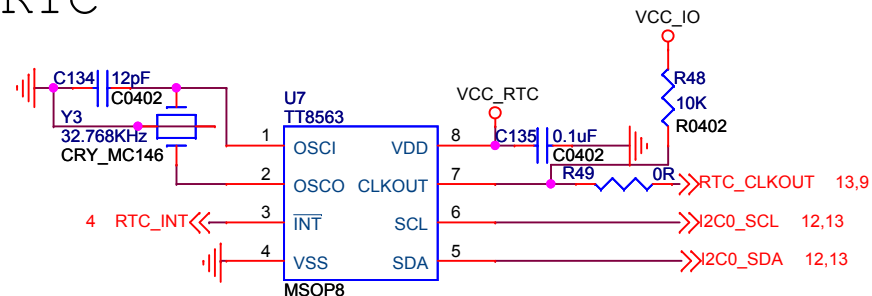 RTC
VCC_IO
C134 12pF
C0402
R48
10K
R0402
U7
TT8563
VCC_RTC
Y3
32.768KHz
CRY_MC146
1 OSCI VDD 8
C135 0.1uF
C0402
2 OSCO CLKOUT 7
R49 0R
RTC_CLKOUT 13,9
4 RTC_INT 3 INT SCL 6 I2C0_SCL 12,13
4 VSS SDA 5 I2C0_SDA 12,13
MSOP8